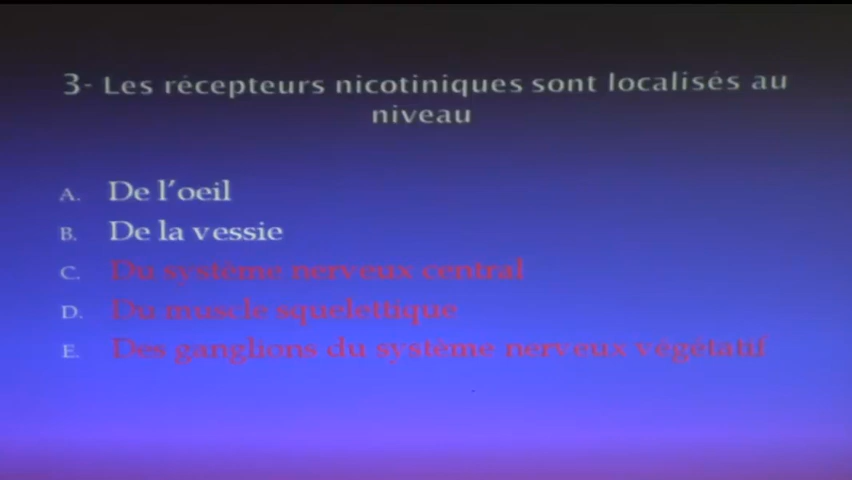 3- Les récepteurs nicotiniques sont localisés au
niveau
A. De l'oeil
B. De la vessie
C. Du système nerveux central
D. Du muscle squelettique
E. Des ganglions du système nerveux végétatif